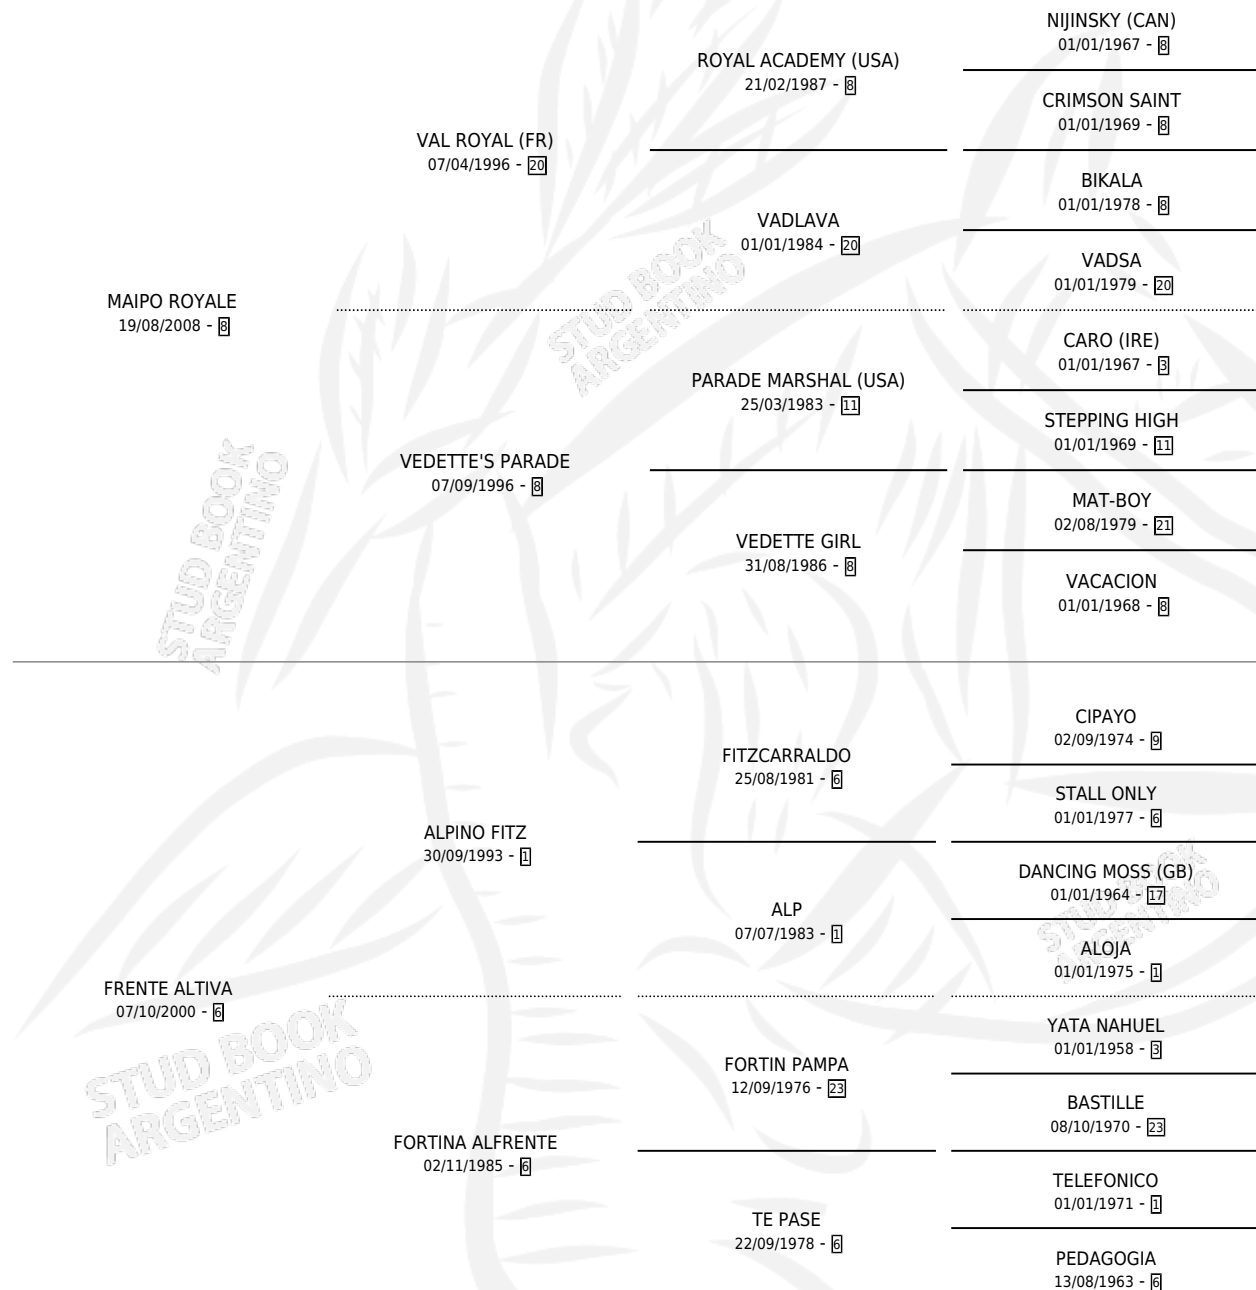 NIJINSKY (CAN)
01/01/1967 - 8
ROYAL ACADEMY (USA)
21/02/1987 - 8
CRIMSON SAINT
01/01/1969 - 8
VAL ROYAL (FR)
07/04/1996 - 20
BIKALA
01/01/1978 - 8
VADLAVA
01/01/1984 - 20
VADSA
01/01/1979 - 20
MAIPO ROYALE
19/08/2008 - 8
CARO (IRE)
01/01/1967 - 3
PARADE MARSHAL (USA)
25/03/1983 - 11
STEPPING HIGH
01/01/1969 - 11
VEDETTE'S PARADE
07/09/1996 - 8
MAT-BOY
02/08/1979 - 21
VEDETTE GIRL
31/08/1986 - 8
VACACION
01/01/1968 - 8
CIPAYO
02/09/1974 - 9
FITZCARRALDO
25/08/1981 - 6
STALL ONLY
01/01/1977 - 6
ALPINO FITZ
30/09/1993 - 1
DANCING MOSS (GB)
01/01/1964 - 17
ALP
07/07/1983 - 1
ALOJA
01/01/1975 - 1
FRENTE ALTIVA
07/10/2000 - 6
YATA NAHUEL
01/01/1958 - 3
FORTIN PAMPA
12/09/1976 - 23
BASTILLE
08/10/1970 - 23
FORTINA ALFRENTE
02/11/1985 - 6
TELEFONICO
01/01/1971 - 1
TE PASE
22/09/1978 - 6
PEDAGOGIA
13/08/1963 - 6
STUD BOOK
ARGENTINO
STUD BOOK
ARGENTINO
STUD BOOK
ARGENTINO
STUD BOOK
ARGENTINO